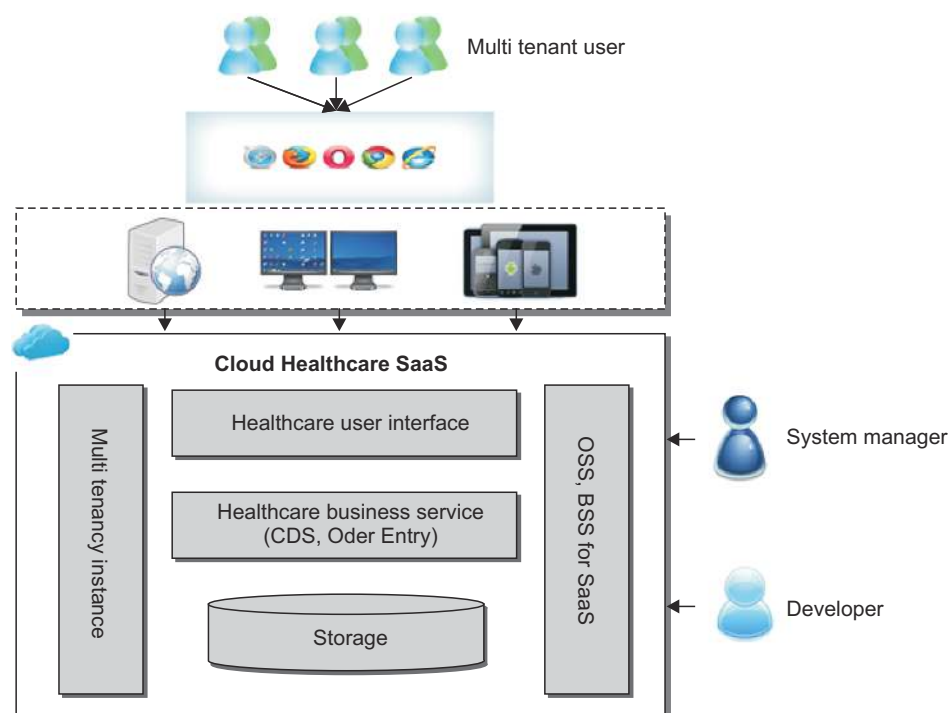 Multi tenant user
Cloud Healthcare SaaS
Multi tenancy instance
Healthcare user interface
Healthcare business service
(CDS, Oder Entry)
Storage
OSS, BSS for SaaS
System manager
Developer